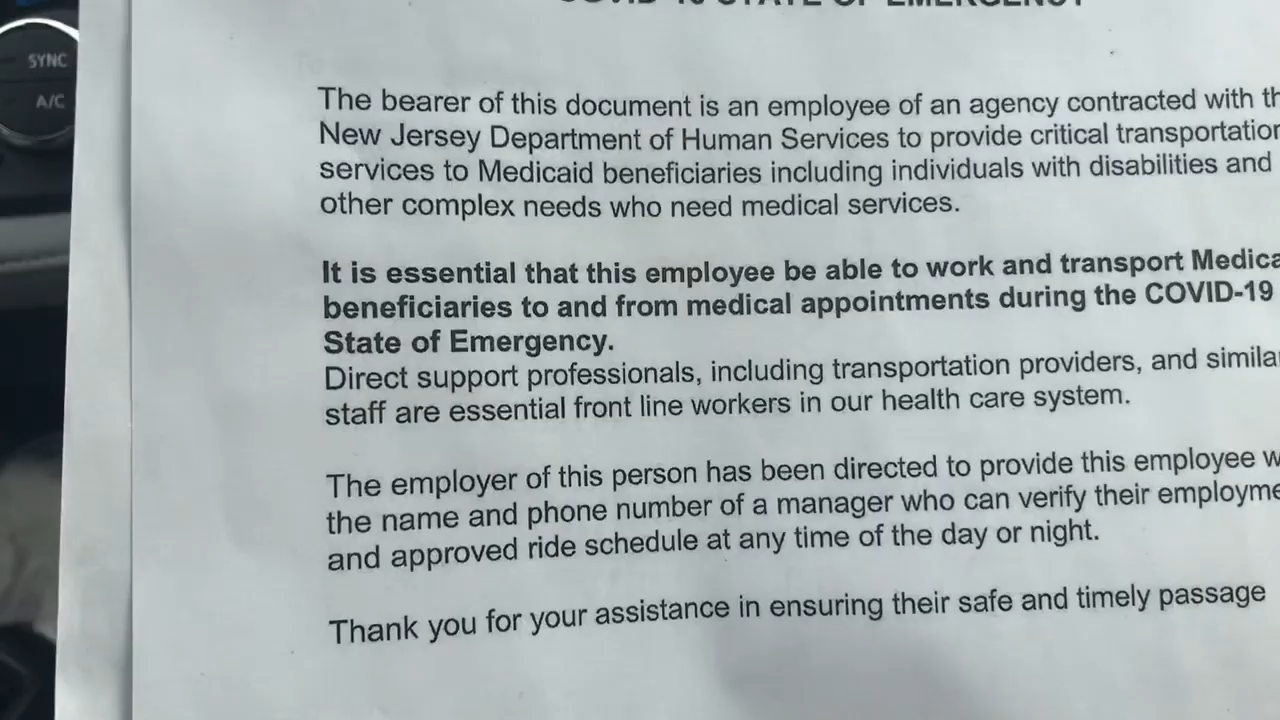 SYNC
A/C
COVID-19 STATE OF EMERGENCY
The bearer of this document is an employee of an agency contracted with
New Jersey Department of Human Services to provide critical transportation
services to Medicaid beneficiaries including individuals with disabilities and
other complex needs who need medical services.
It is essential that this employee be able to work and transport
beneficiaries to and from medical appointments during the COVID-19
State of Emergency.
Direct support professionals, including transportation providers, and
staff are essential front line workers in our health care system.
The employer of this person has been directed to provide this employee
the name and phone number of a manager who can verify their
and approved ride schedule at any time of the day or night.
Thank you for your assistance in ensuring their safe and timely passage